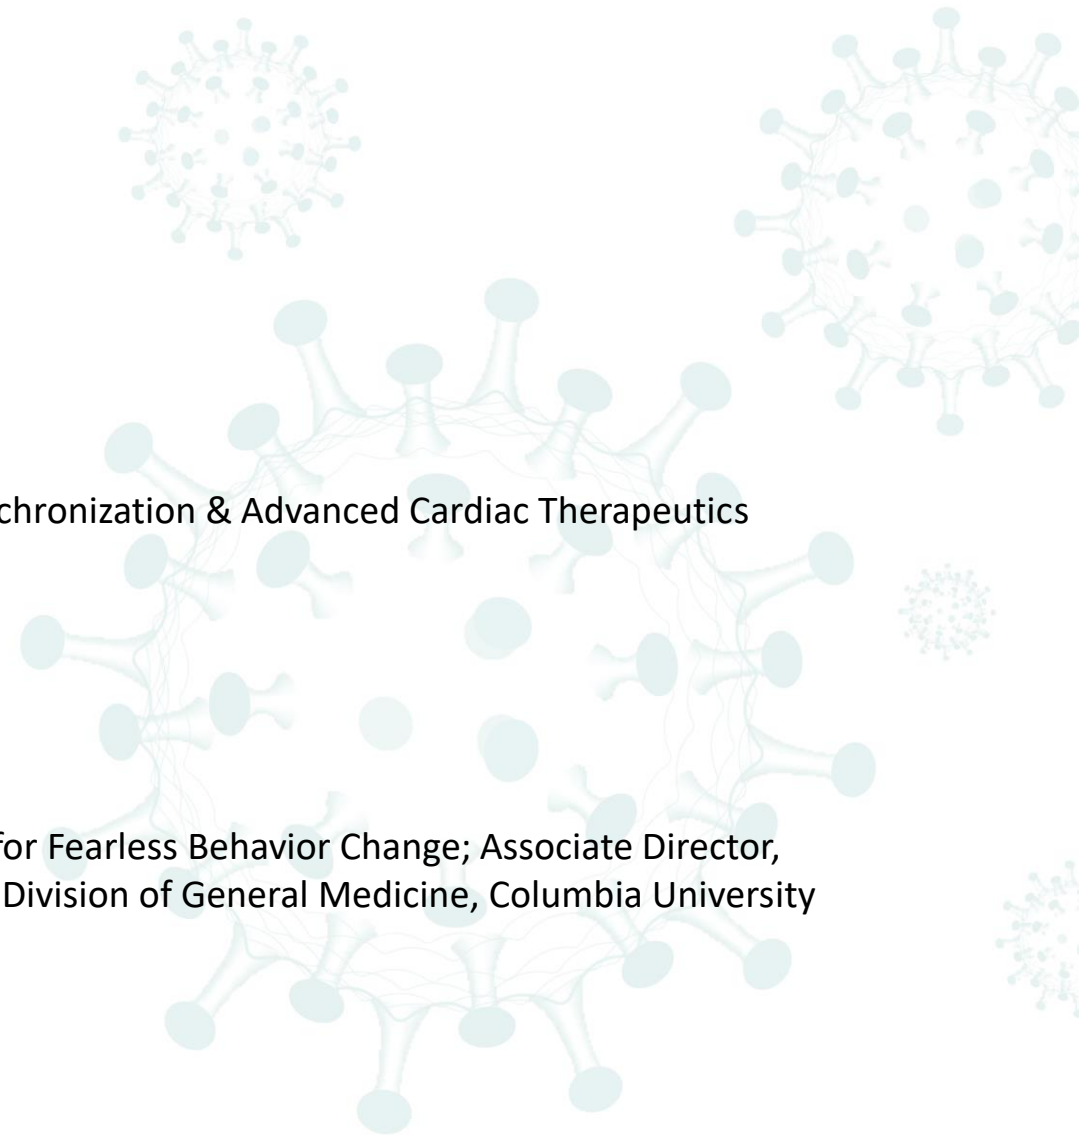 chronization & Advanced Cardiac Therapeutics
for Fearless Behavior Change; Associate Director,
Division of General Medicine, Columbia University